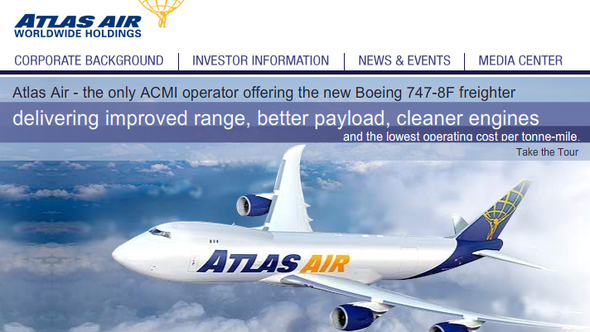 ATLAS AIR
WORLDWIDE HOLDINGS
CORPORATE BACKGROUND
INVESTOR INFORMATION
NEWS & EVENTS
MEDIA CENTER
Atlas Air - the only ACMI operator offering the new Boeing 747-8F freighter
delivering improved range, better payload, cleaner engines
and the lowest operating cost per tonne-mile.
Take the Tour
ATLAS AIR